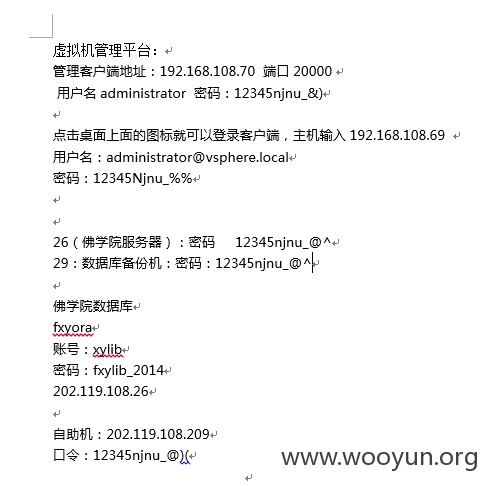 虚拟机管理平台：
管理客户端地址：192.168.108.70 端口 20000
用户名 administrator 密码：12345njnu_&)
点击桌面上面的图标就可以登录客户端，主机输入 192.168.108.69
用户名：administrator@vsphere.local
密码：12345Njnu_%%
26（佛学院服务器）：密码 12345njnu_@^
29：数据库备份机：密码：12345njnu_@^
佛学院数据库
fxyora
账号：xylib
密码：fxylib_2014
202.119.108.26
自助机：202.119.108.209
口令：12345njnu_@)(
www.wooyun.org